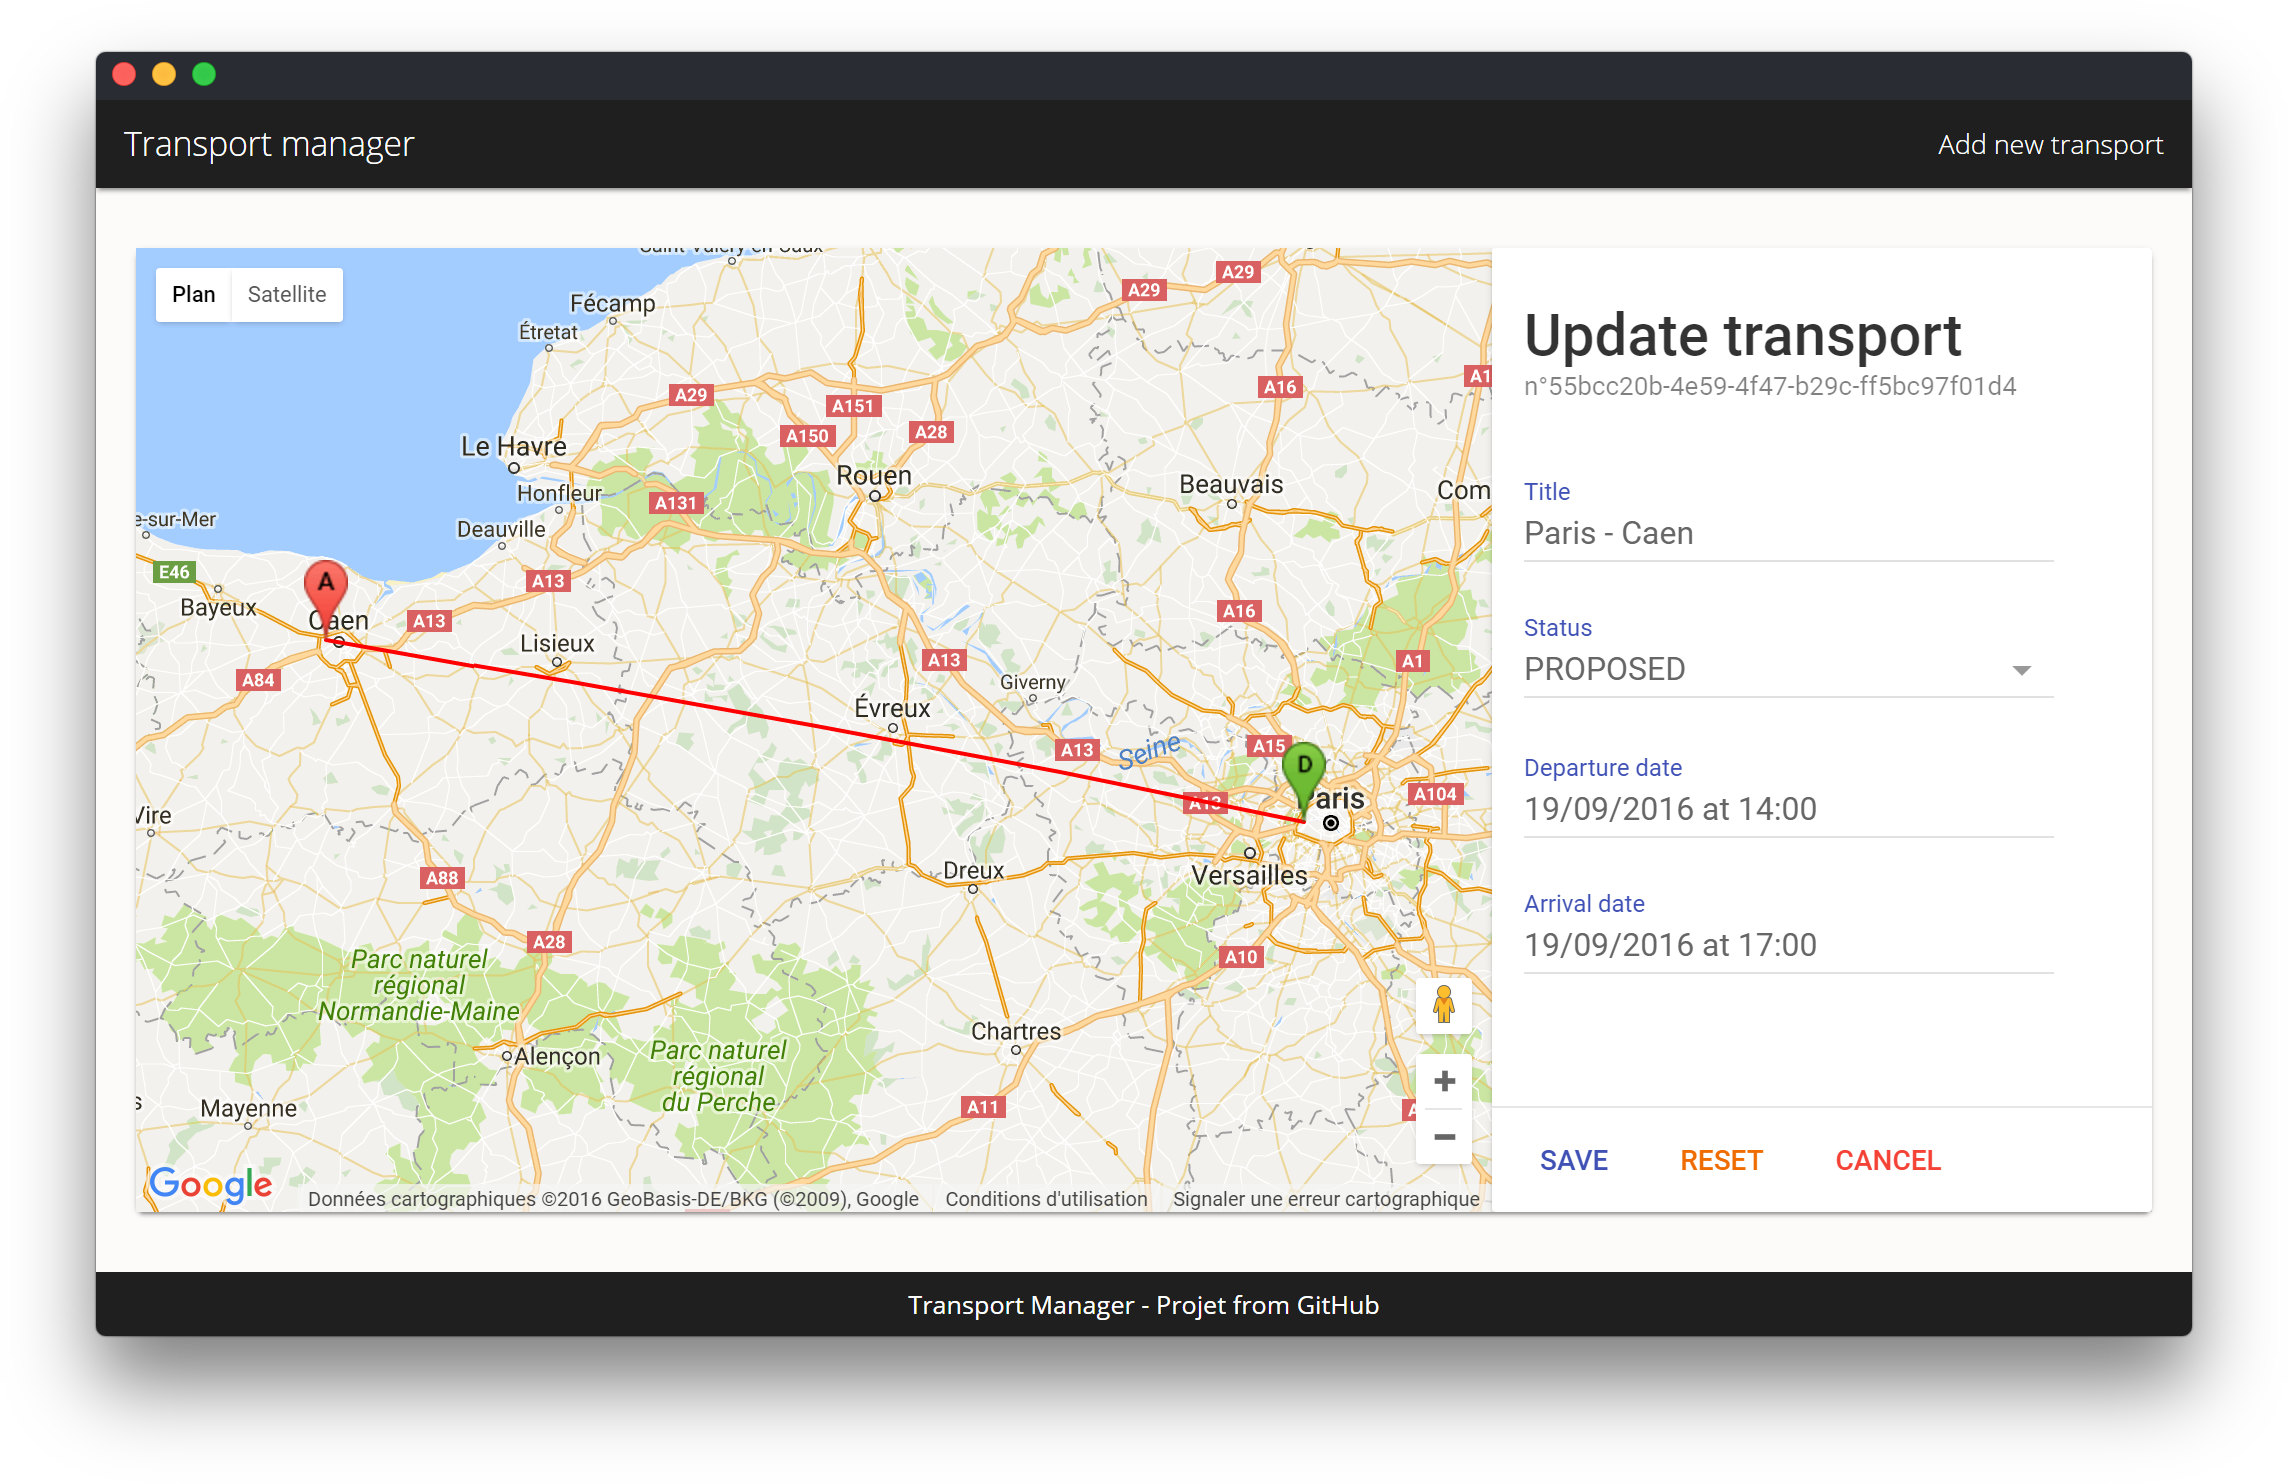 Transport manager
Add new transport
Plan
Satellite
Fécamp
Étretat
A29
A29
A29
A16
A151
A150
A28
Le Havre
Rouen
Beauvais
Honfleur
A131
Deauville
e-sur-Mer
E46
A
A13
Bayeux
Caen
A13
Lisieux
A16
A84
A13
A1
Giverny
Évreux
A13
Seine
A15
D
Paris
A13
A104
Vire
Dreux
Versailles
A88
A28
A10
Parc naturel
régional
Normandie-Maine
Chartres
Alençon
Parc naturel
régional
du Perche
Mayenne
A11
+
−
Google
Données cartographiques ©2016 GeoBasis-DE/BKG (©2009), Google
Conditions d'utilisation
Signaler une erreur cartographique
Update transport
n°55bcc20b-4e59-4f47-b29c-ff5bc97f01d4
Title
Paris - Caen
Status
PROPOSED
Departure date
19/09/2016 at 14:00
Arrival date
19/09/2016 at 17:00
SAVE
RESET
CANCEL
Transport Manager - Projet from GitHub